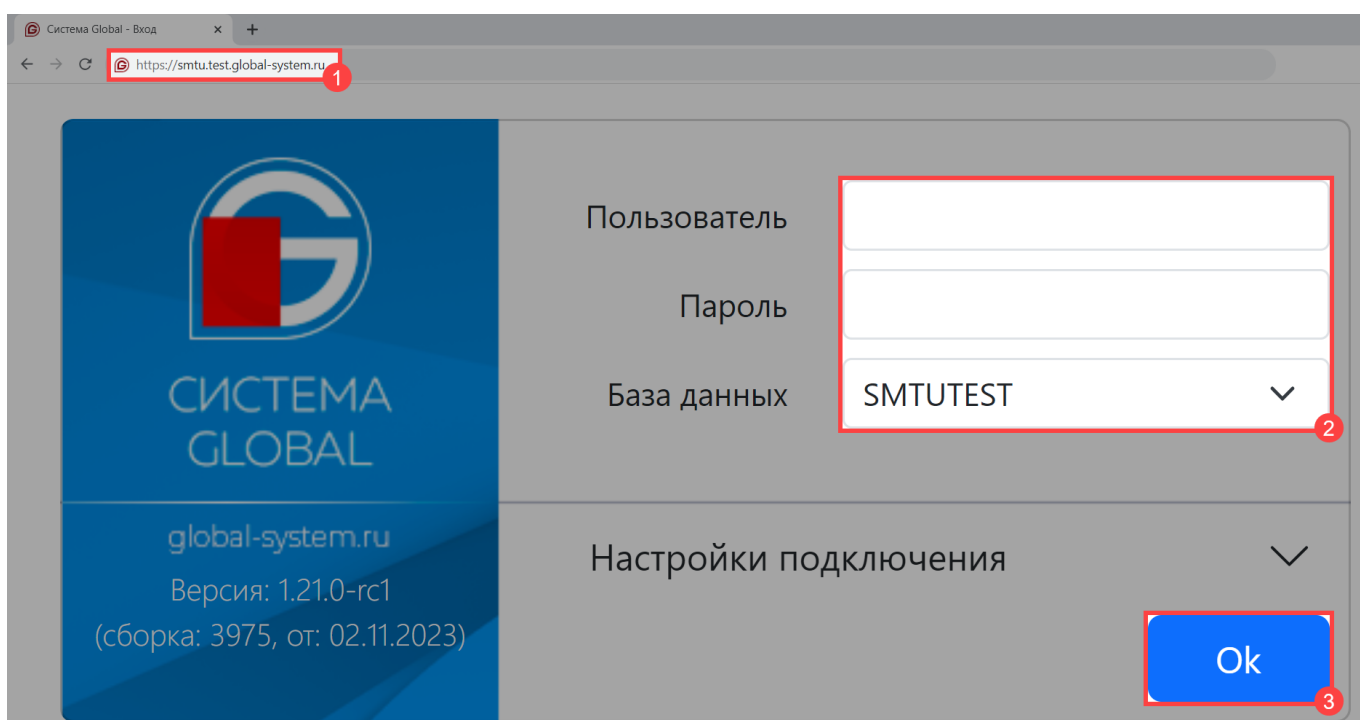 Система Global - Вход
https://smtu.test.global-system.ru
1
Пользователь
Пароль
База данных
SMTUTEST
2
СИСТЕМА
GLOBAL
global-system.ru
Версия: 1.21.0-rc1
(сборка: 3975, от: 02.11.2023)
Настройки подключения
Ok
3